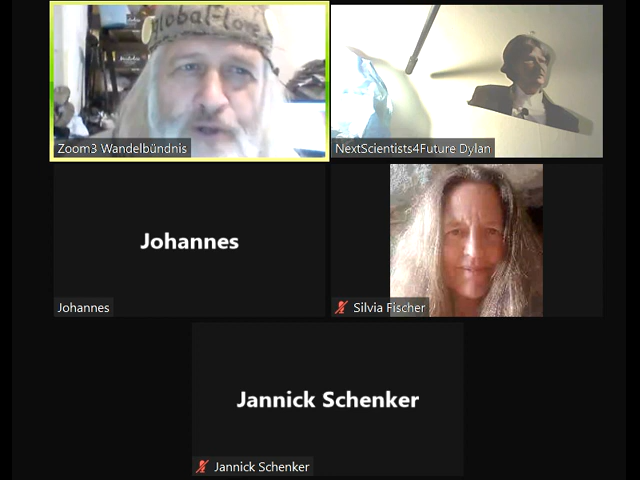 global-love
Zoom3 Wandelbündnis
NextScientists4Future Dylan
Johannes
Johannes
Silvia Fischer
Jannick Schenker
Jannick Schenker